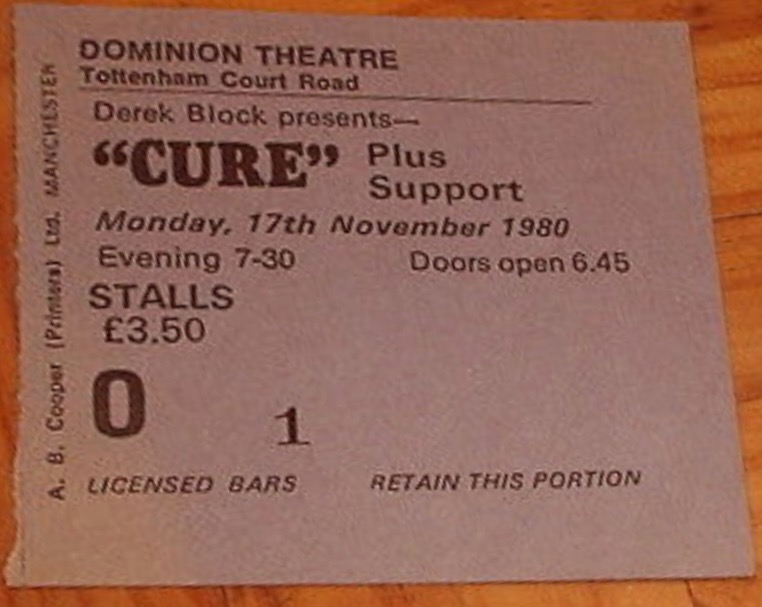 DOMINION THEATRE
Tottenham Court Road
Derek Block presents—
“CURE” Plus Support
Monday, 17th November 1980
Evening 7-30 Doors open 6.45
STALLS
£3.50
O 1
LICENSED BARS RETAIN THIS PORTION
A. B. Cooper (Printers) Ltd. MANCHESTER